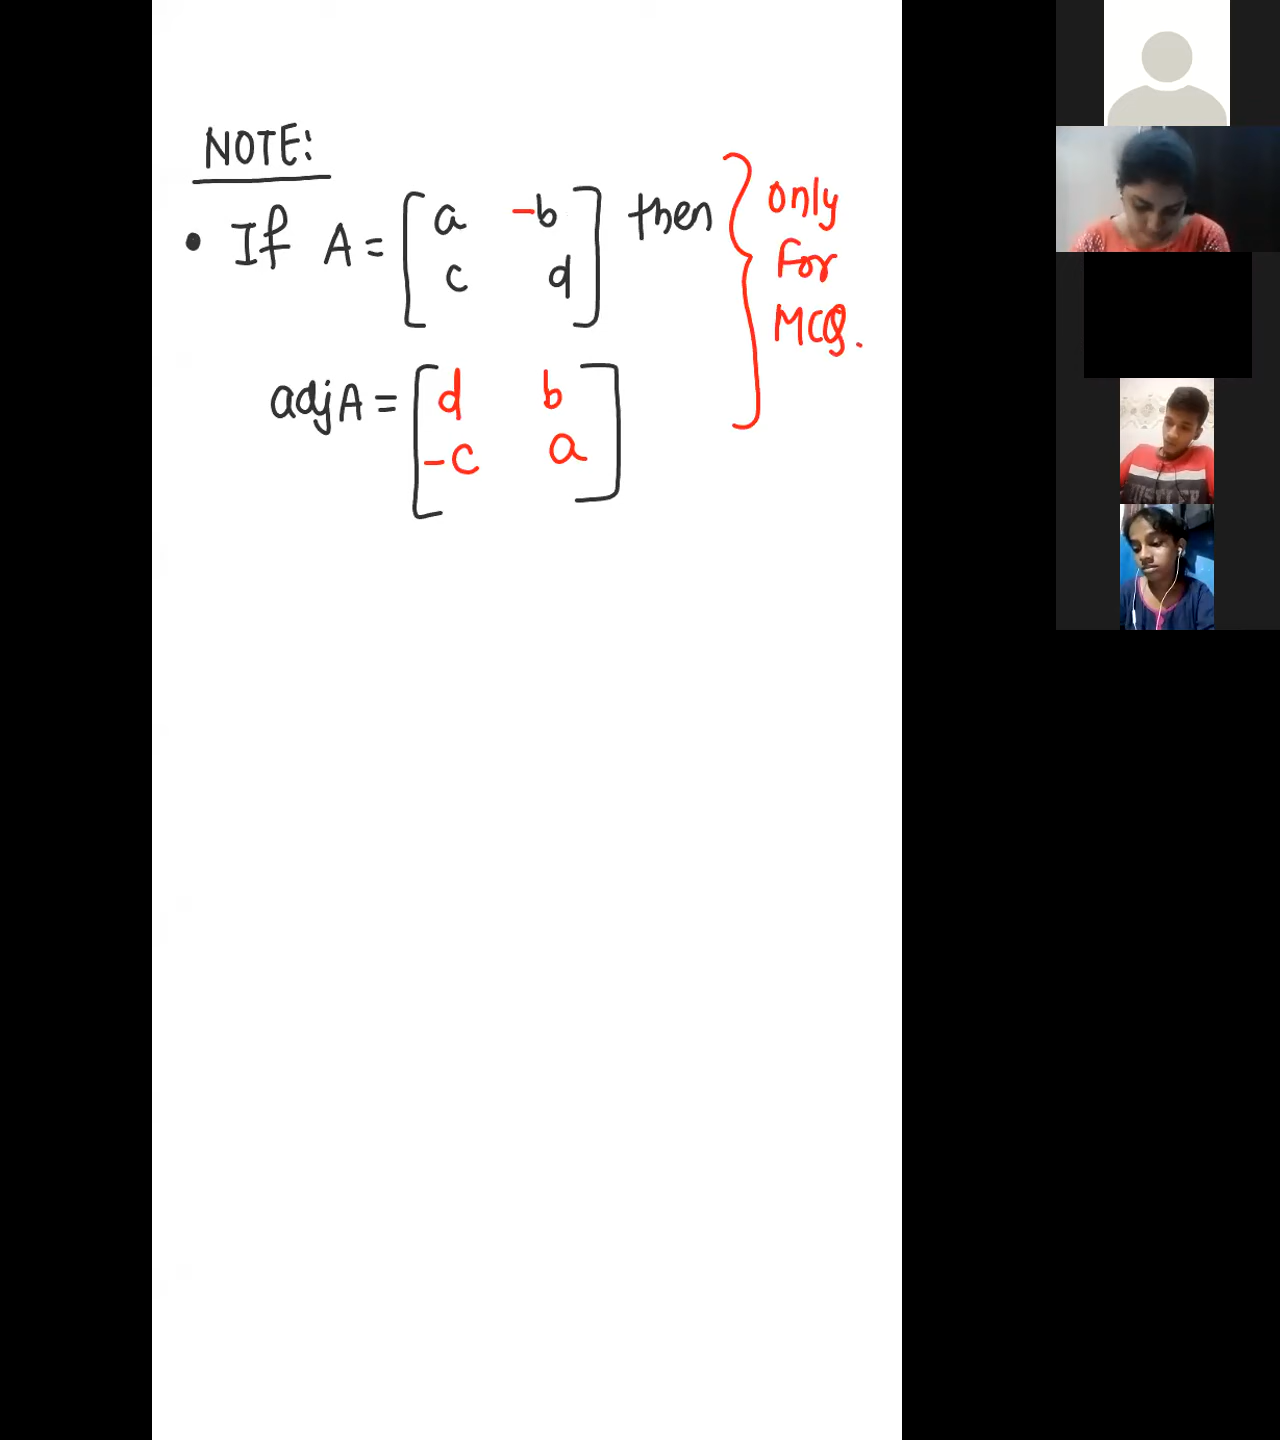 NOTE:
• If A = [ a -b ] then
[ c d ]
adj A = [ d b ]
[ -c a ]
only
For
MCQ.